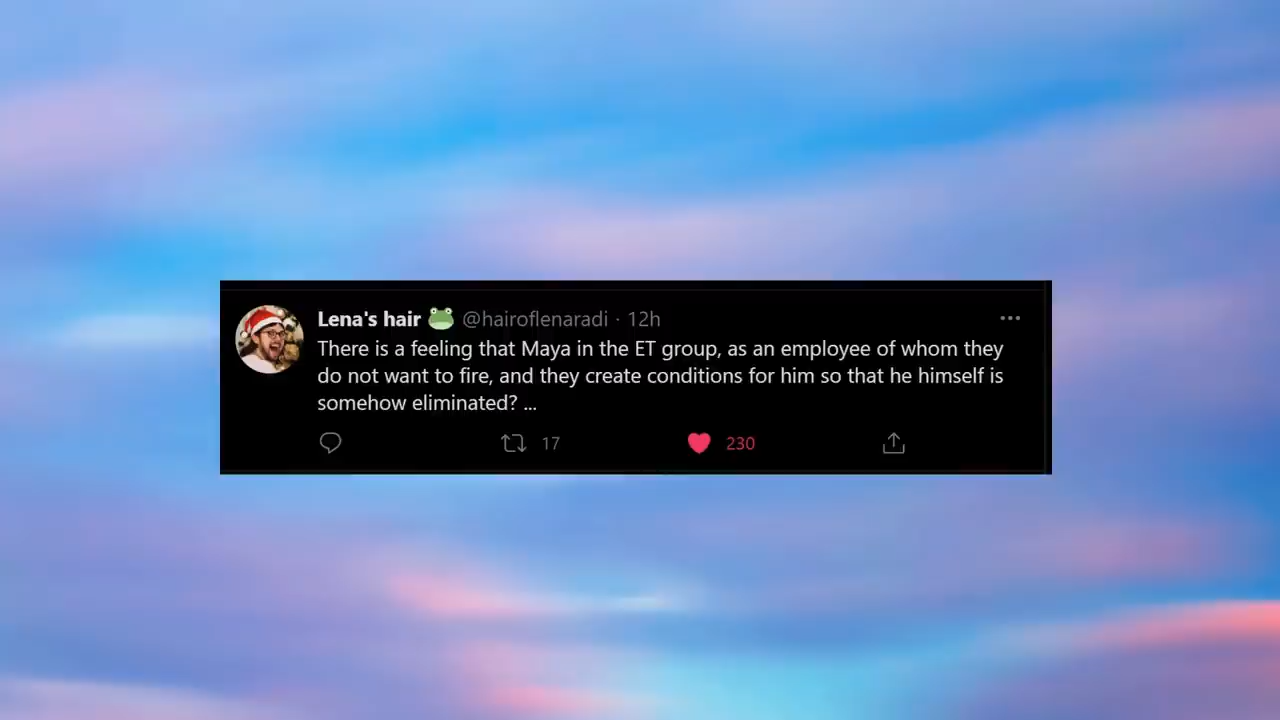 Lena's hair 🐸 @hairoflenaradi · 12h
There is a feeling that Maya in the ET group, as an employee of whom they
do not want to fire, and they create conditions for him so that he himself is
somehow eliminated? ...
17 230